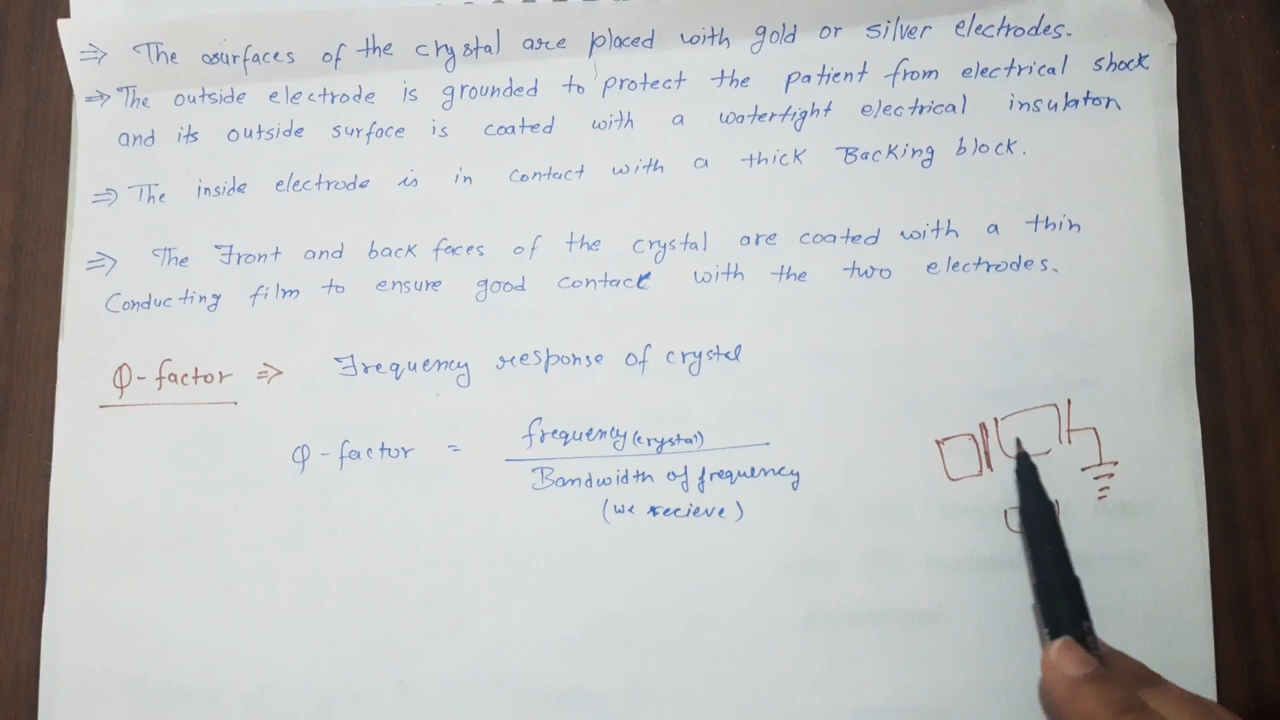 ⇒ The surfaces of the crystal are placed with gold or silver electrodes.
⇒ The outside electrode is grounded to protect the patient from electrical shock
and its outside surface is coated with a watertight electrical insulator
⇒ The inside electrode is in contact with a thick Backing block.
⇒ The Front and back faces of the crystal are coated with a thin
Conducting film to ensure good contact with the two electrodes.
Q-factor ⇒ Frequency response of crystal
Q-factor = frequency (crystal)
Bandwidth of frequency
(we recieve)